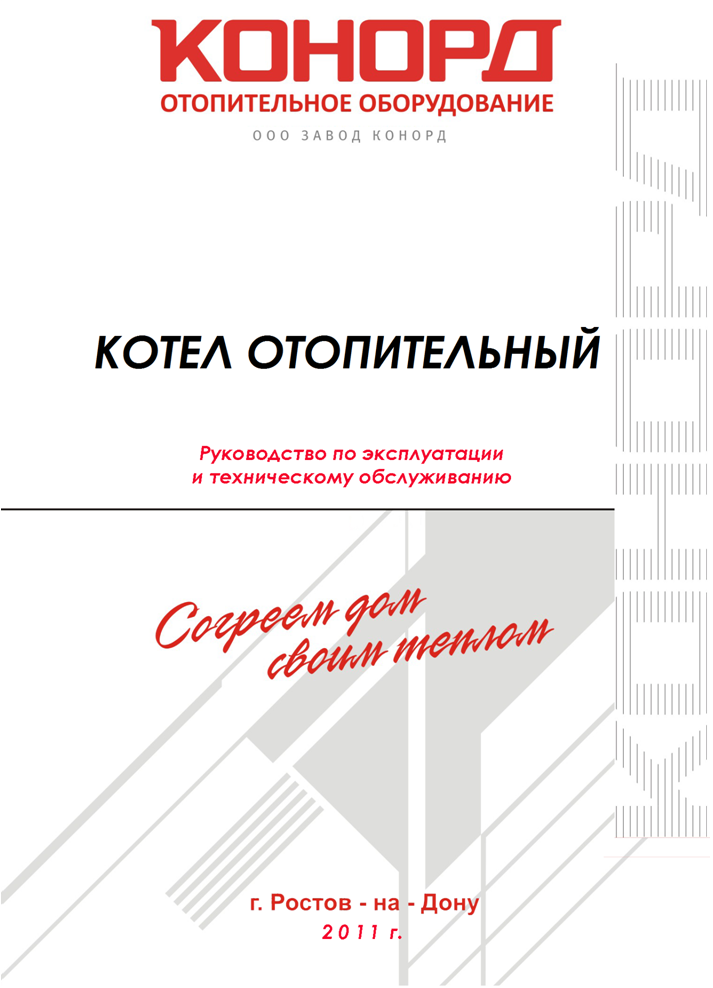 КОНОРД
ОТОПИТЕЛЬНОЕ ОБОРУДОВАНИЕ
ООО ЗАВОД КОНОРД
КОТЕЛ ОТОПИТЕЛЬНЫЙ
Руководство по эксплуатации
и техническому обслуживанию
Согреем дом
своим теплом
г. Ростов - на - Дону
2011 г.
КОНОРД